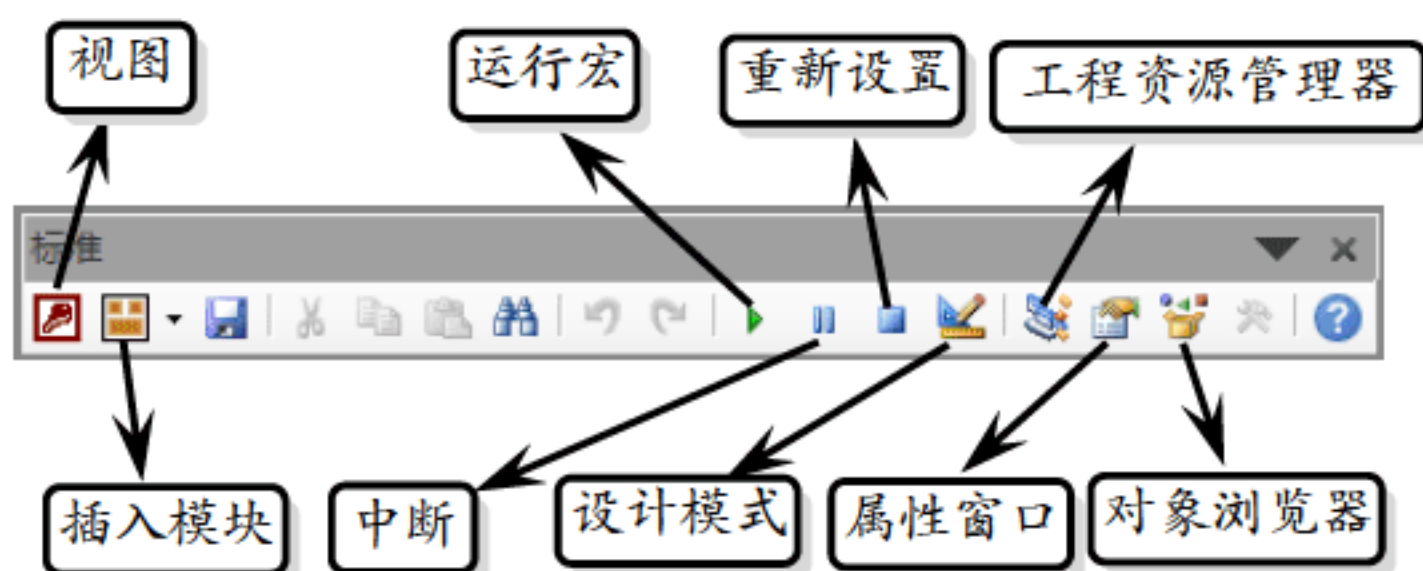 视图
运行宏
重新设置
工程资源管理器
标准
插入模块
中断
设计模式
属性窗口
对象浏览器